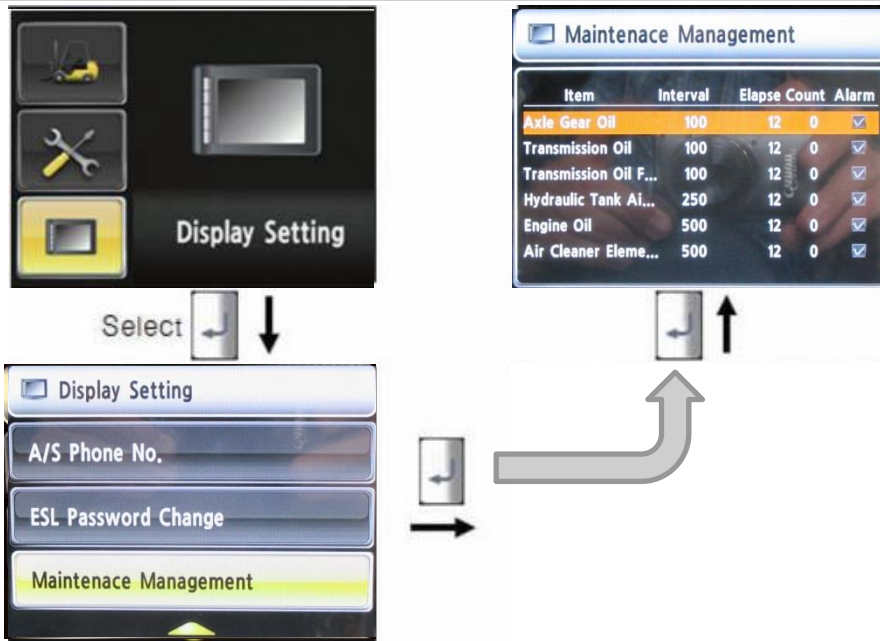 Display Setting
Select
Display Setting
A/S Phone No.
ESL Password Change
Maintenace Management
Maintenace Management
Item Interval Elapse Count Alarm
Axle Gear Oil 100 12 0
Transmission Oil 100 12 0
Transmission Oil F... 100 12 0
Hydraulic Tank Ai... 250 12 0
Engine Oil 500 12 0
Air Cleaner Eleme... 500 12 0